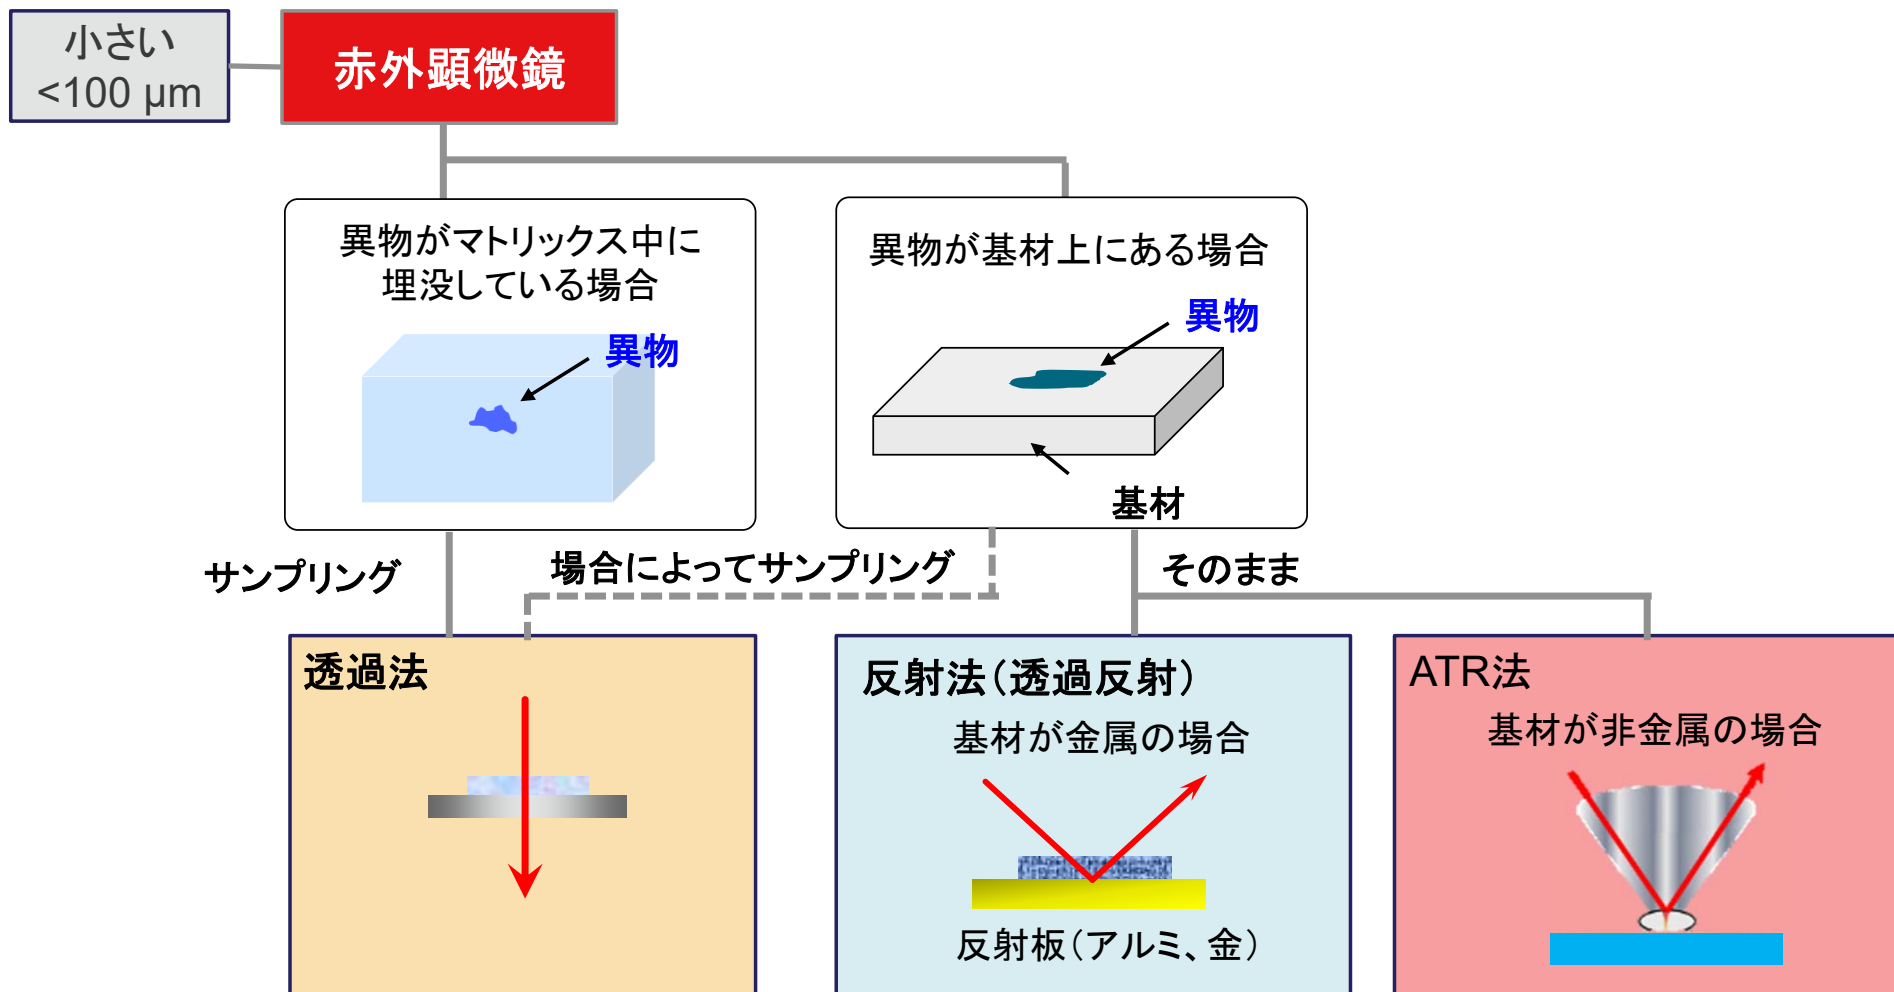 小さい
<100 µm
赤外顕微鏡
異物がマトリックス中に
埋没している場合
異物
異物が基材上にある場合
異物
基材
サンプリング
場合によってサンプリング
そのまま
透過法
反射法（透過反射）
基材が金属の場合
反射板（アルミ、金）
ATR法
基材が非金属の場合